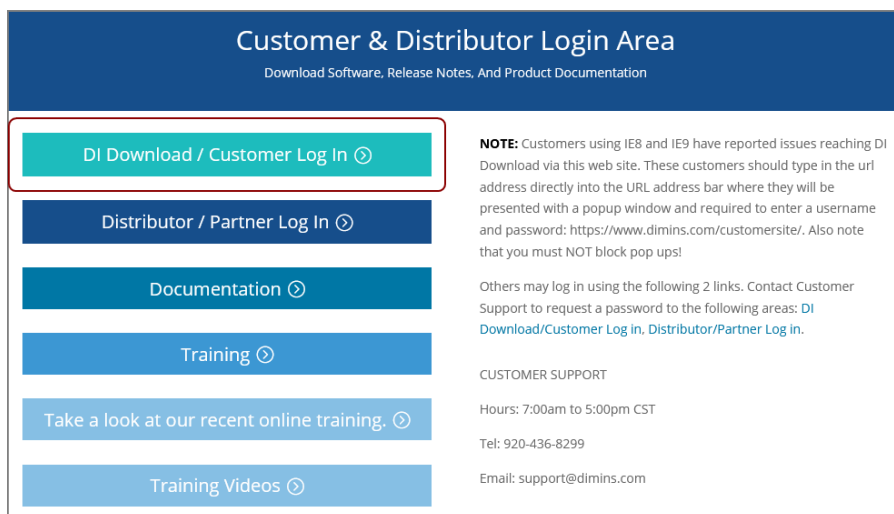 Customer & Distributor Login Area
Download Software, Release Notes, And Product Documentation
DI Download / Customer Log In
Distributor / Partner Log In
Documentation
Training
Take a look at our recent online training.
Training Videos
NOTE: Customers using IE8 and IE9 have reported issues reaching DI
Download via this web site. These customers should type in the url
address directly into the URL address bar where they will be
presented with a popup window and required to enter a username
and password: https://www.dimins.com/customersite/. Also note
that you must NOT block pop ups!
Others may log in using the following 2 links. Contact Customer
Support to request a password to the following areas: DI
Download/Customer Log in, Distributor/Partner Log in.
CUSTOMER SUPPORT
Hours: 7:00am to 5:00pm CST
Tel: 920-436-8299
Email: support@dimins.com